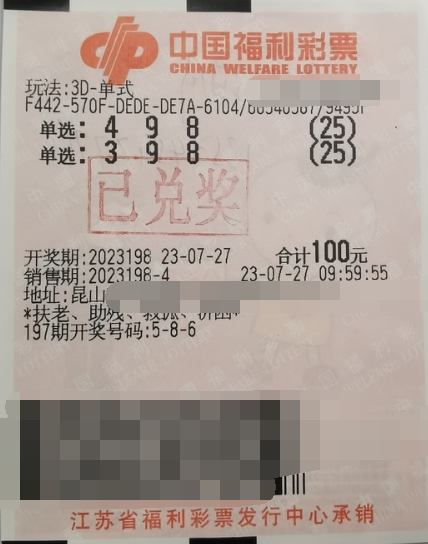 中国福利彩票
CHINA WELFARE LOTTERY
玩法:3D-单式
F442-570F-DEDE-DE7A-6104/
单选: 4 9 8 (25)
单选: 3 9 8 (25)
已兑奖
开奖期:2023198 23-07-27 合计100元
销售期:2023198-4 23-07-27 09:59:55
地址:昆山
*扶老、助残、救孤、济困*
197期开奖号码:5-8-6
江苏省福利彩票发行中心承销